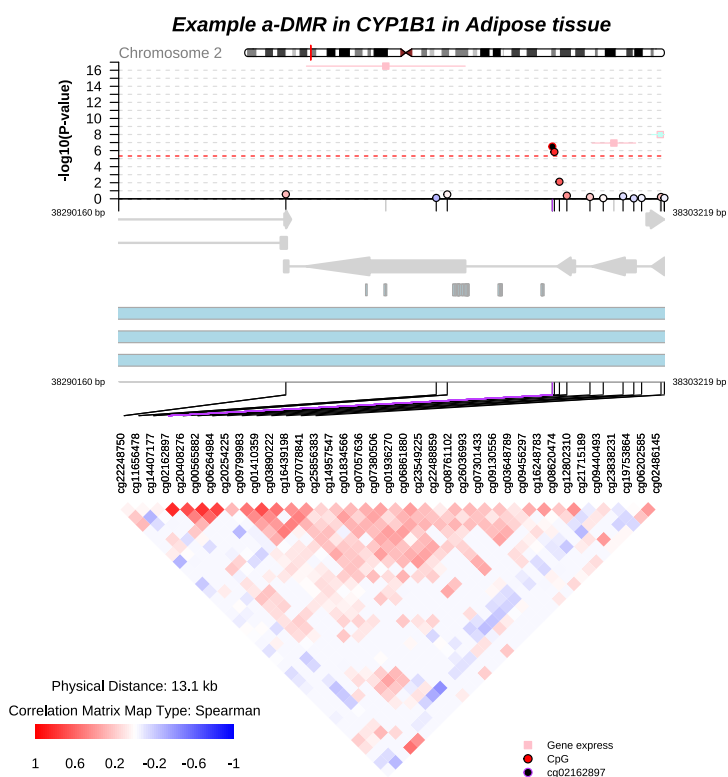 Example a-DMR in CYP1B1 in Adipose tissue
Chromosome 2
-log10(P-value)
16
14
12
10
8
6
4
2
0
38290160 bp
38303219 bp
38290160 bp
38303219 bp
cg22248750
cg11656478
cg14407177
cg02162897
cg20408276
cg00565882
cg06264984
cg20254225
cg09799983
cg01410359
cg03890222
cg16439198
cg07078841
cg25856383
cg14957547
cg01834566
cg07057636
cg07380506
cg01936270
cg06861880
cg23549225
cg22488859
cg08761102
cg26036993
cg07301433
cg09130556
cg03648789
cg09456297
cg16248783
cg08620474
cg12802310
cg21715189
cg09440493
cg23838231
cg19753864
cg06202585
cg02486145
Physical Distance: 13.1 kb
Correlation Matrix Map Type: Spearman
1 0.6 0.2 -0.2 -0.6 -1
Gene express
CpG
cg02162897